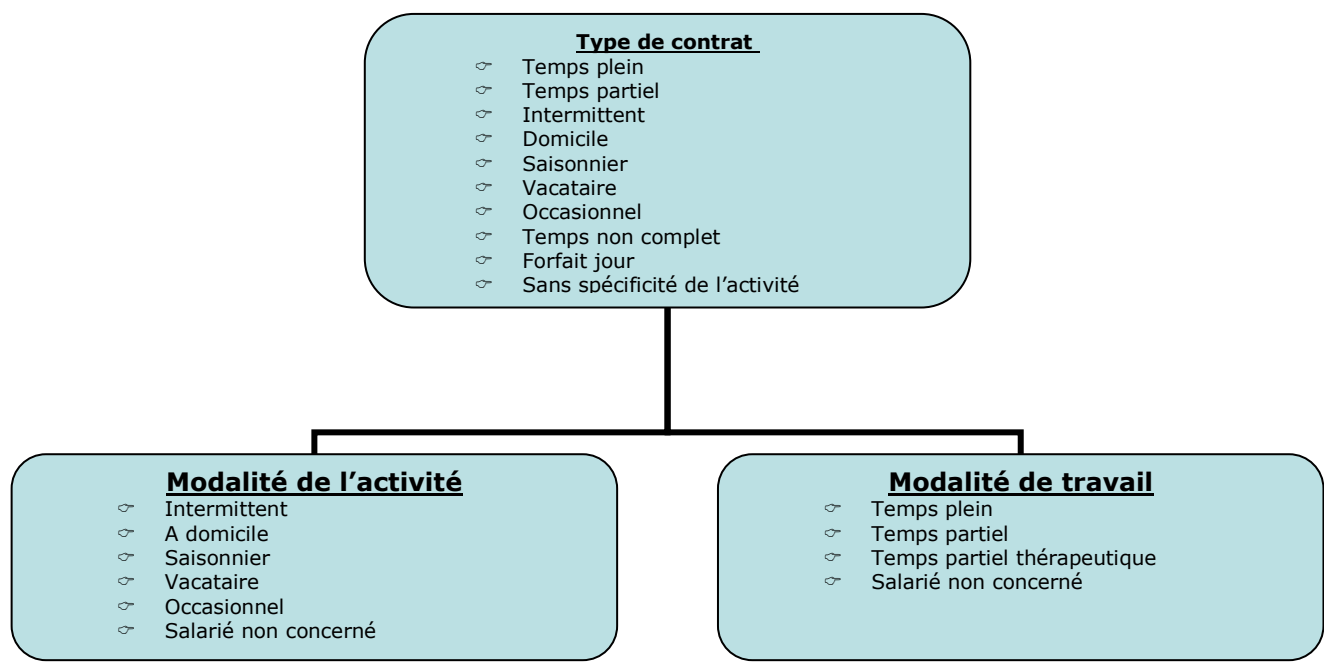 Type de contrat
☞ Temps plein
☞ Temps partiel
☞ Intermittent
☞ Domicile
☞ Saisonnier
☞ Vacataire
☞ Occasionnel
☞ Temps non complet
☞ Forfait jour
☞ Sans spécificité de l’activité
Modalité de l’activité
☞ Intermittent
☞ A domicile
☞ Saisonnier
☞ Vacataire
☞ Occasionnel
☞ Salarié non concerné
Modalité de travail
☞ Temps plein
☞ Temps partiel
☞ Temps partiel thérapeutique
☞ Salarié non concerné